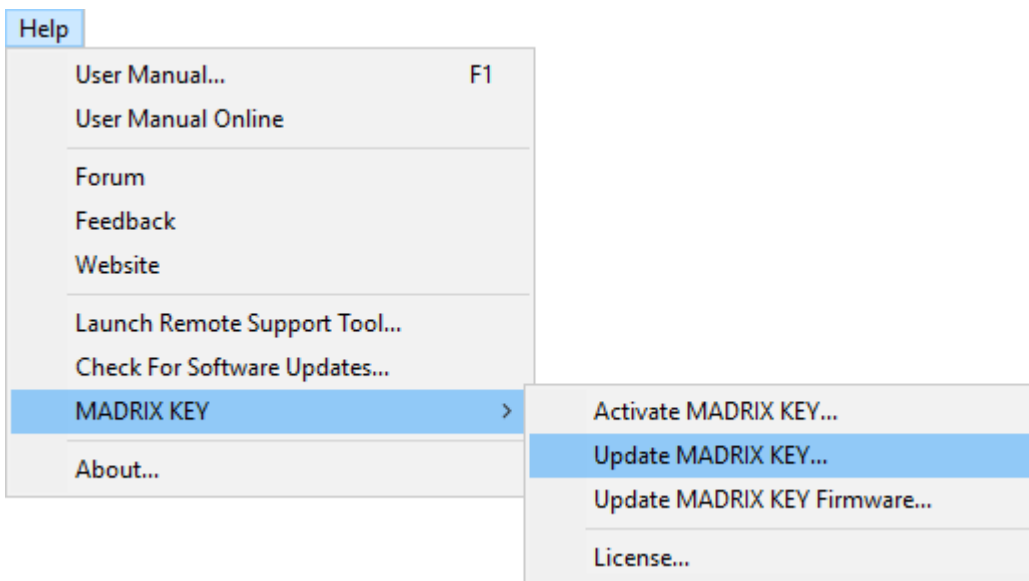 Help
User Manual... F1
User Manual Online
Forum
Feedback
Website
Launch Remote Support Tool...
Check For Software Updates...
MADRIX KEY >
About...
Activate MADRIX KEY...
Update MADRIX KEY...
Update MADRIX KEY Firmware...
License...